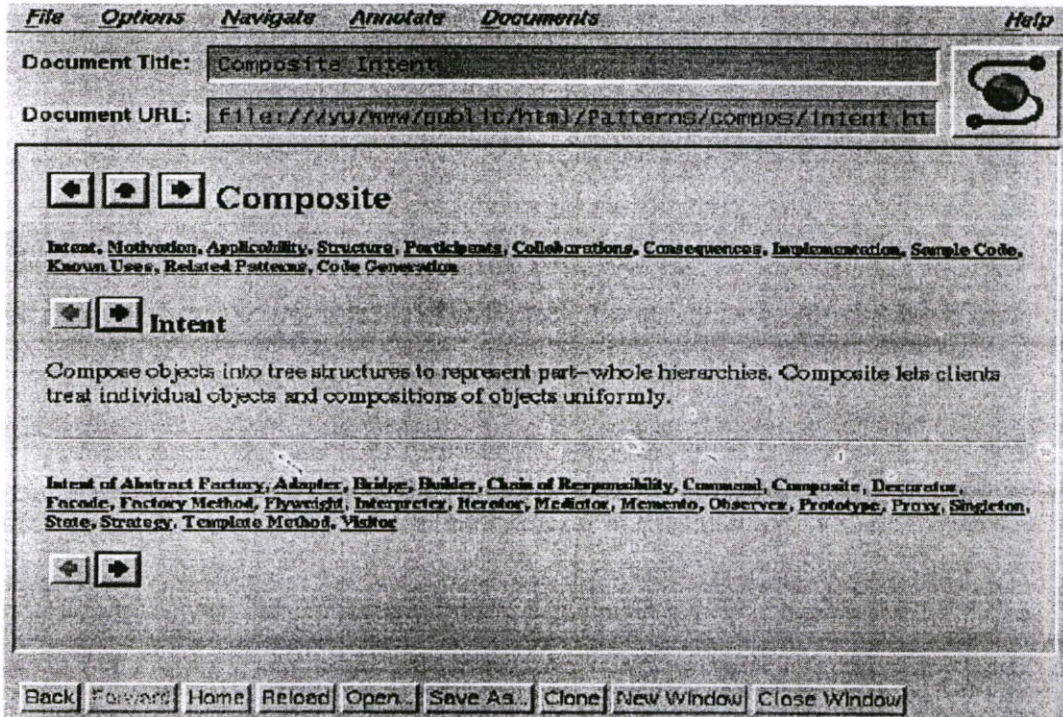 File Options Navigate Annotate Documents Help
Document Title: Composite Intent
Document URL: file:///yu/www/public/html/Patterns/compos/intent.ht
Composite
Intent, Motivation, Applicability, Structure, Participants, Collaborations, Consequences, Implementation, Sample Code,
Known Uses, Related Patterns, Code Generation
Intent
Compose objects into tree structures to represent part-whole hierarchies. Composite lets clients
treat individual objects and compositions of objects uniformly.
Intent of Abstract Factory, Adapter, Bridge, Builder, Chain of Responsibility, Command, Composite, Decorator,
Facade, Factory Method, Flyweight, Interpreter, Iterator, Mediator, Memento, Observer, Prototype, Proxy, Singleton,
State, Strategy, Template Method, Visitor
Back Forward Home Reload Open... Save As... Clone New Window Close Window